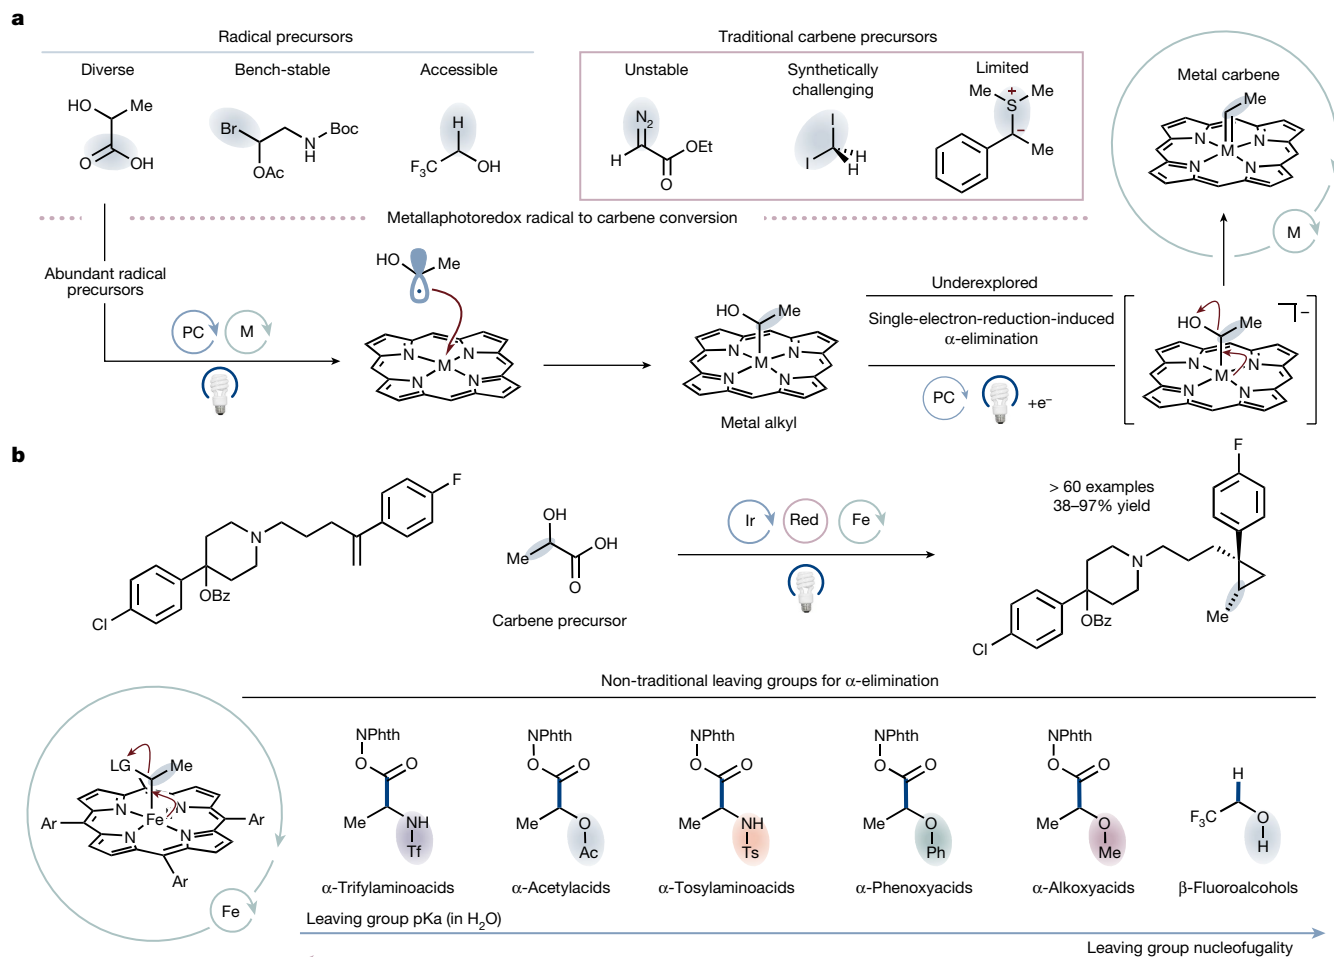 a
Radical precursors
Traditional carbene precursors
Diverse
Bench-stable
Accessible
Unstable
Synthetically
challenging
Limited
Metal carbene
HO
Me
O
OH
Br
N
H
Boc
OAc
H
F3C
OH
N2
H
OEt
O
I
I
H
H
Me
S
+
Me
−
Me
Me
M
N
N
N
N
M
Metallaphotoredox radical to carbene conversion
Abundant radical
precursors
PC
M
HO
Me
M
N
N
N
N
HO
Me
M
N
N
N
N
Metal alkyl
Underexplored
Single-electron-reduction-induced
α-elimination
PC
+e−
HO
Me
M
N
N
N
N
−
b
F
N
OBz
Cl
OH
Me
OH
O
Carbene precursor
Ir
Red
Fe
> 60 examples
38–97% yield
F
N
OBz
Cl
Me
Non-traditional leaving groups for α-elimination
LG
Me
Fe
N
N
N
N
Ar
Ar
Ar
Fe
NPhth
O
O
Me
NH
Tf
α-Trifylaminoacids
NPhth
O
O
Me
O
Ac
α-Acetylacids
NPhth
O
O
Me
NH
Ts
α-Tosylaminoacids
NPhth
O
O
Me
O
Ph
α-Phenoxyacids
NPhth
O
O
Me
O
Me
α-Alkoxyacids
H
F3C
O
H
β-Fluoroalcohols
Leaving group pKa (in H2O)
Leaving group nucleofugality